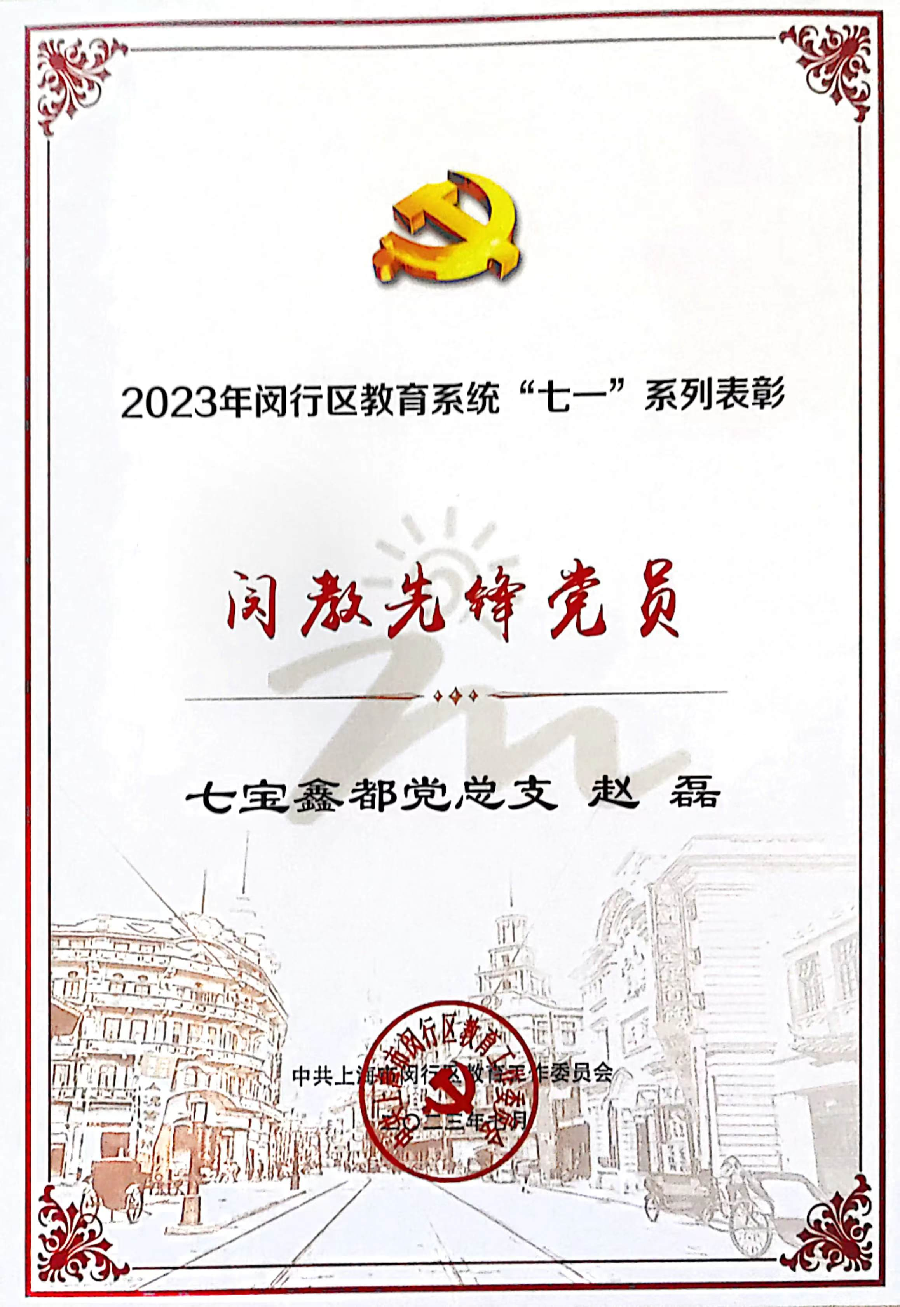 2023年闵行区教育系统“七一”系列表彰
闵教先锋党员
七宝鑫都党总支 赵 磊
中共上海市闵行区教育工作委员会
二〇二三年七月
中共上海市闵行区教育工作委员会